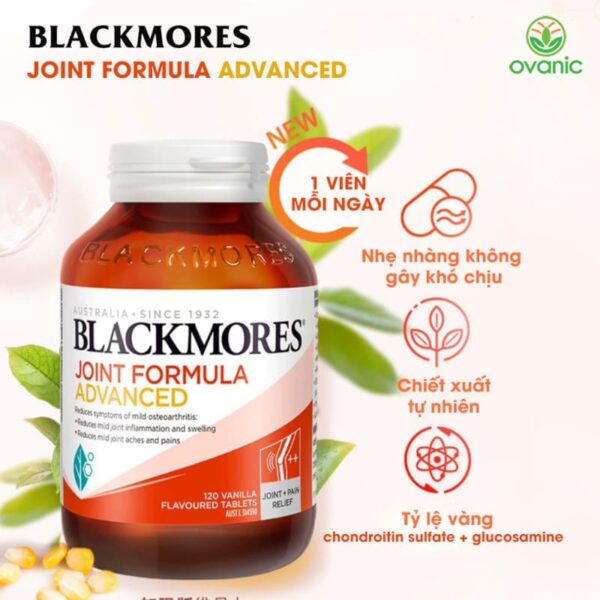 BLACKMORES
JOINT FORMULA ADVANCED
ovanic
NEW
1 VIÊN
MỖI NGÀY
Nhẹ nhàng không
gây khó chịu
Chiết xuất
tự nhiên
Tỷ lệ vàng
chondroitin sulfate + glucosamine
BLACKMORES
AUSTRALIA • SINCE 1932
BLACKMORES®
JOINT FORMULA
ADVANCED
Reduces symptoms of mild osteoarthritis:
•Reduces mild joint inflammation and swelling
•Reduces mild joint aches and pains
++
JOINT + PAIN
RELIEF
120 VANILLA
FLAVOURED TABLETS